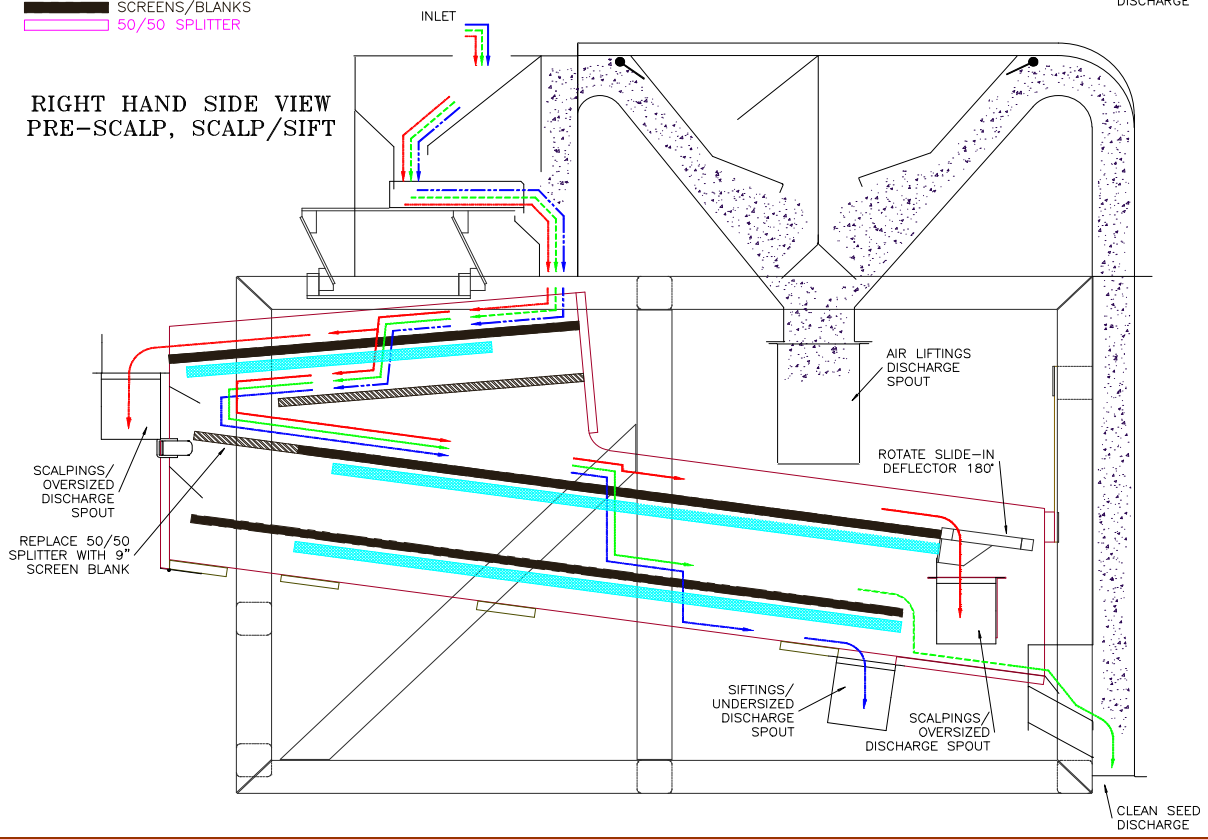 SCREENS/BLANKS
50/50 SPLITTER
DISCHARGE
INLET
RIGHT HAND SIDE VIEW
PRE-SCALP, SCALP/SIFT
AIR LIFTINGS
DISCHARGE
SPOUT
ROTATE SLIDE-IN
DEFLECTOR 180°
SCALPINGS/
OVERSIZED
DISCHARGE
SPOUT
REPLACE 50/50
SPLITTER WITH 9"
SCREEN BLANK
SIFTINGS/
UNDERSIZED
DISCHARGE
SPOUT
SCALPINGS/
OVERSIZED
DISCHARGE SPOUT
CLEAN SEED
DISCHARGE